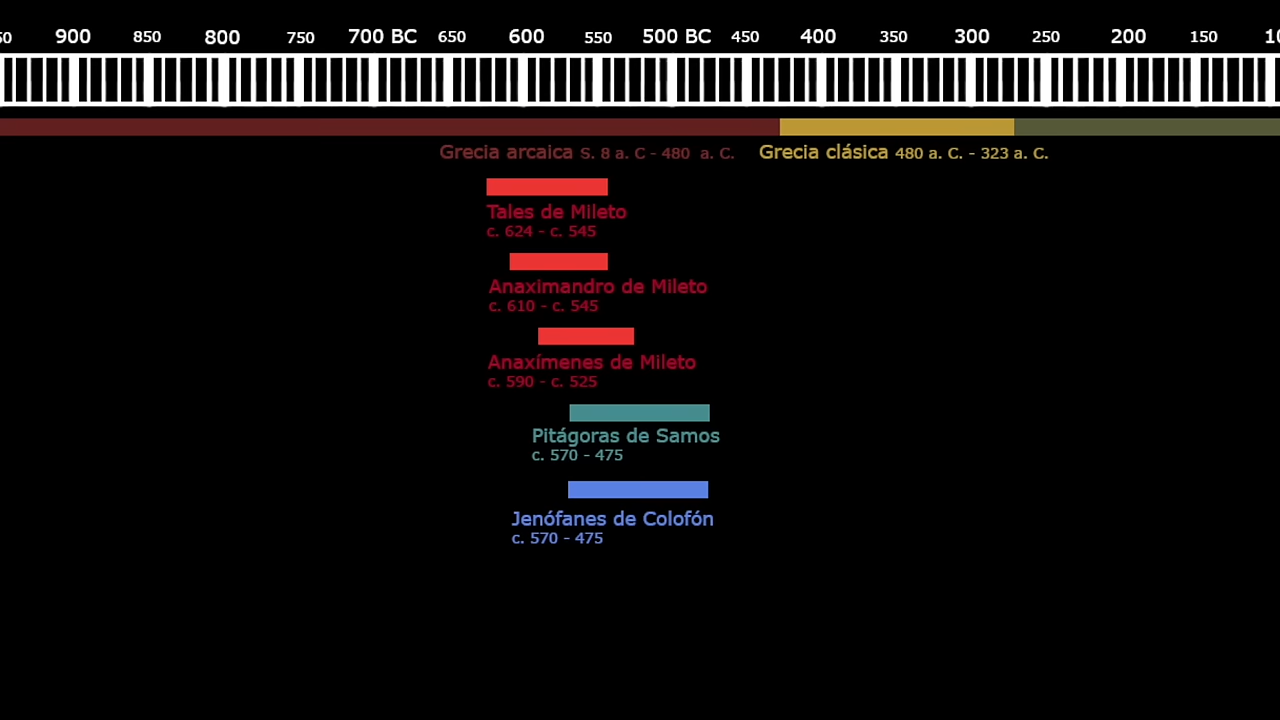 900 850 800 750 700 BC 650 600 550 500 BC 450 400 350 300 250 200 150
Grecia arcaica S. 8 a. C - 480 a. C. Grecia clásica 480 a. C. - 323 a. C.
Tales de Mileto
c. 624 - c. 545
Anaximandro de Mileto
c. 610 - c. 545
Anaxímenes de Mileto
c. 590 - c. 525
Pitágoras de Samos
c. 570 - 475
Jenófanes de Colofón
c. 570 - 475